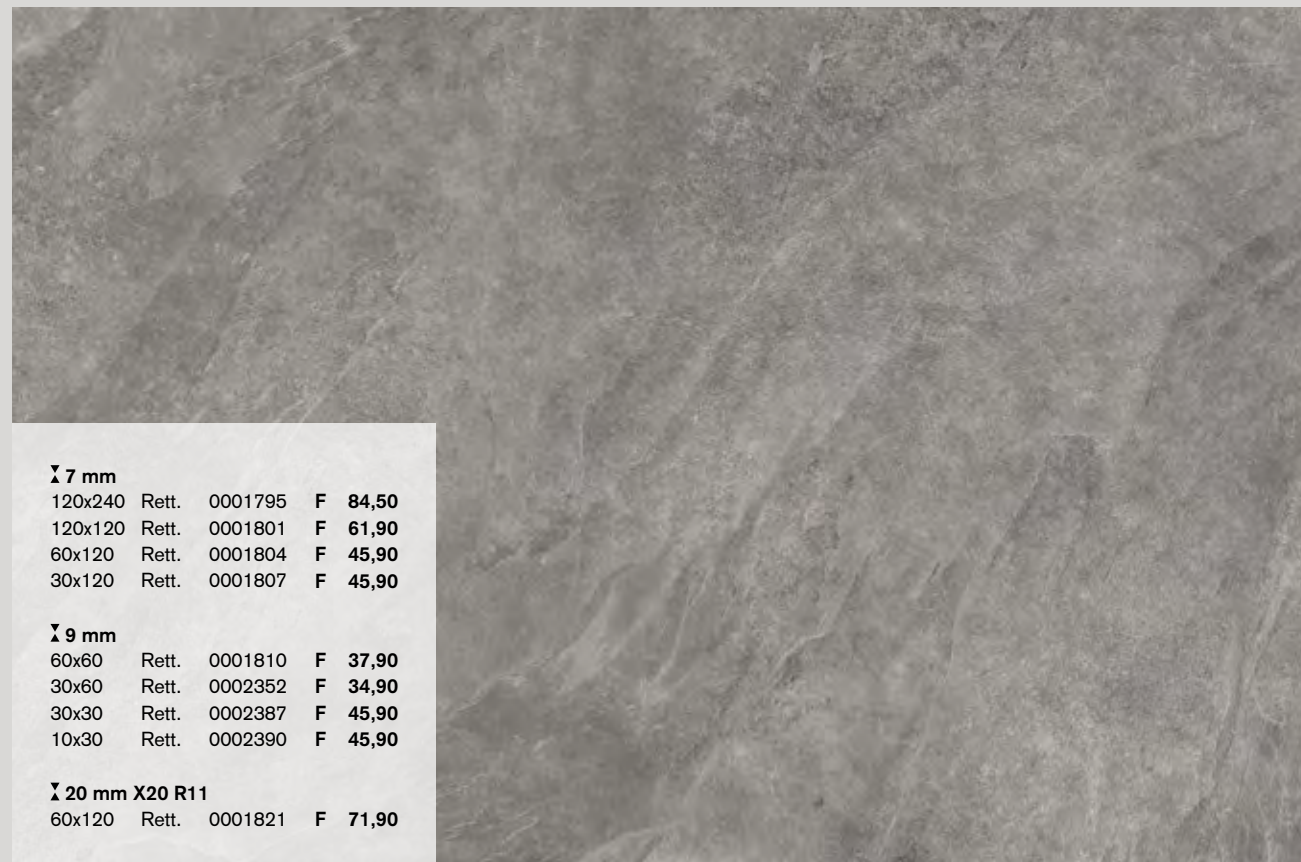 7 mm
120x240 Rett. 0001795 F 84,50
120x120 Rett. 0001801 F 61,90
60x120 Rett. 0001804 F 45,90
30x120 Rett. 0001807 F 45,90
9 mm
60x60 Rett. 0001810 F 37,90
30x60 Rett. 0002352 F 34,90
30x30 Rett. 0002387 F 45,90
10x30 Rett. 0002390 F 45,90
20 mm X20 R11
60x120 Rett. 0001821 F 71,90